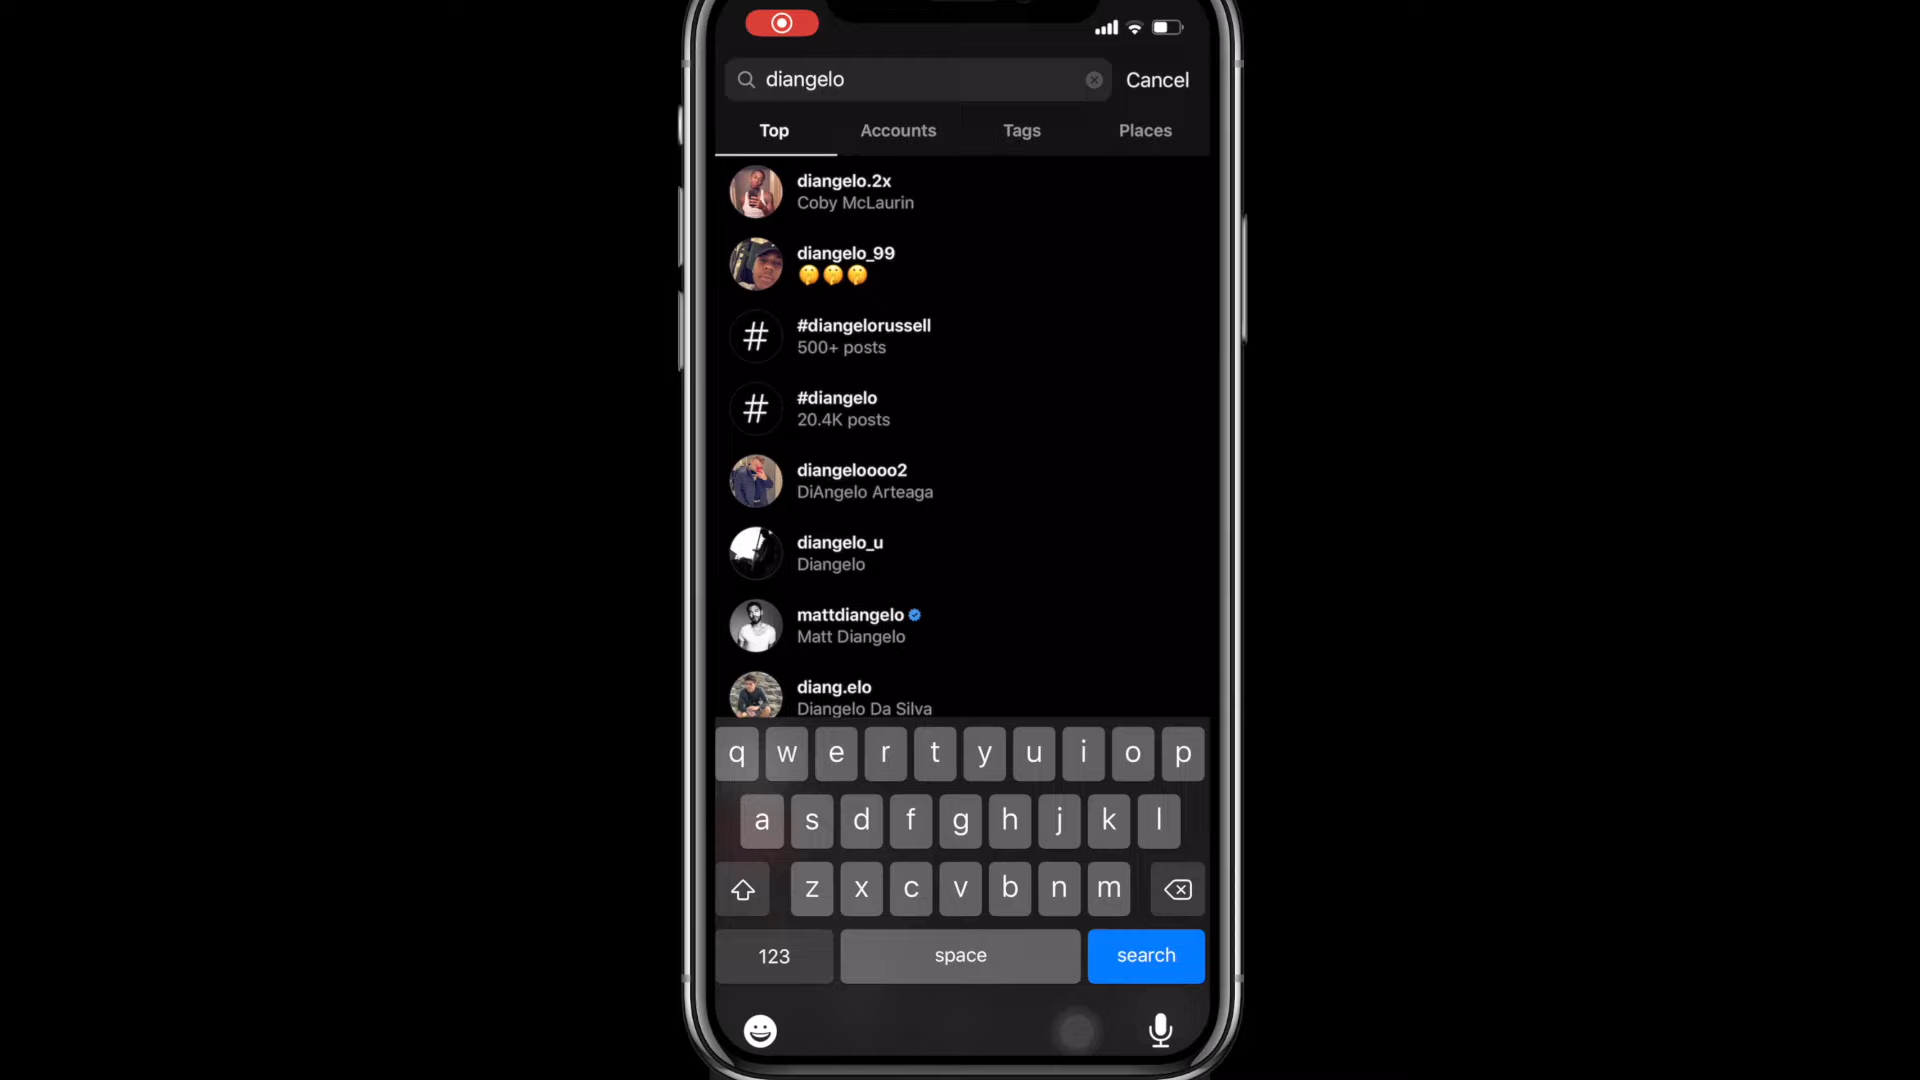 diangelo
Cancel
Top Accounts Tags Places
diangelo.2x
Coby McLaurin
diangelo_99
🤫🤫🤫
#diangelorussell
500+ posts
#diangelo
20.4K posts
diangeloooo2
DiAngelo Arteaga
diangelo_u
Diangelo
mattdiangelo
Matt Diangelo
diang.elo
Diangelo Da Silva
q w e r t y u i o p
a s d f g h j k l
z x c v b n m
123 space search